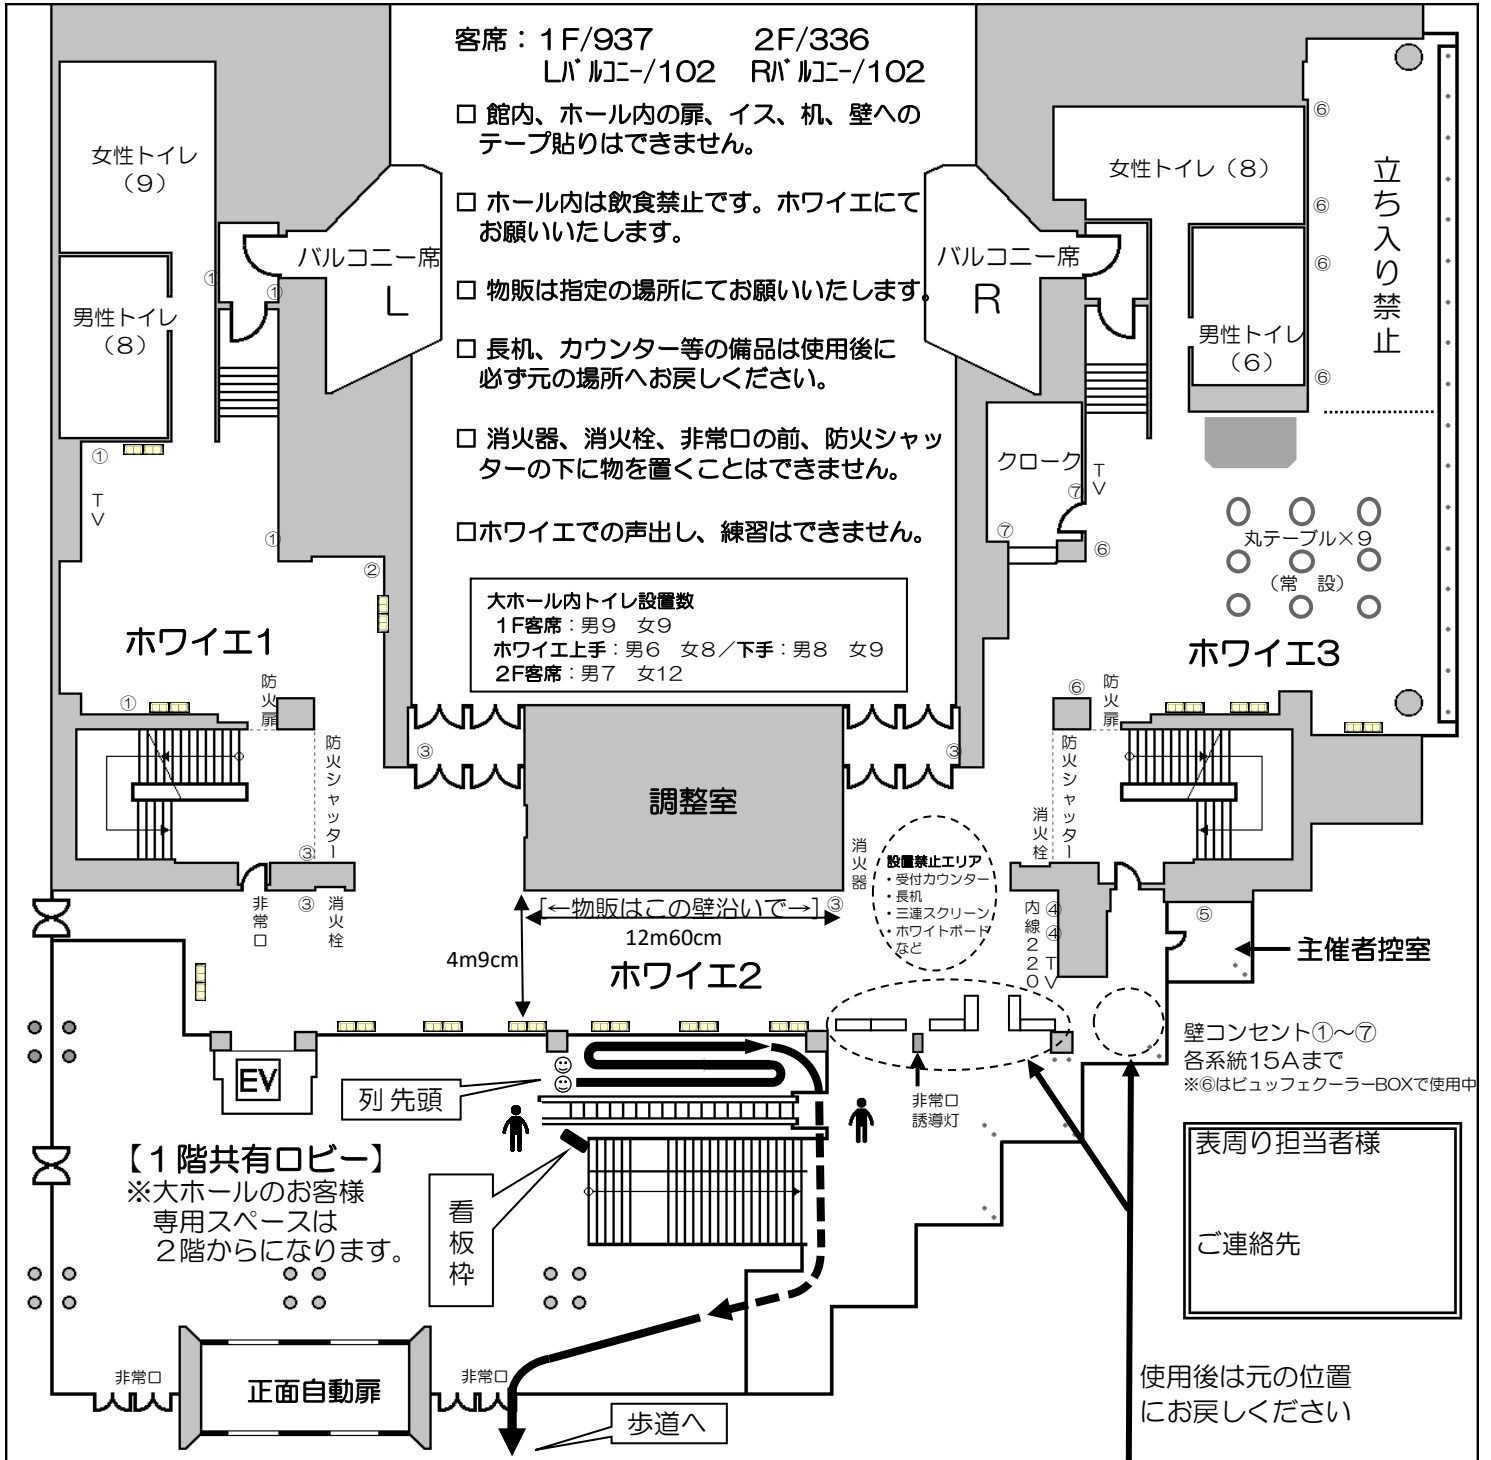 客席：１F/937　2F/336
Lﾊﾞﾙｺﾆｰ/102　Rﾊﾞﾙｺﾆｰ/102
□ 館内、ホール内の扉、イス、机、壁への
テープ貼りはできません。
□ ホール内は飲食禁止です。ホワイエにて
お願いいたします。
□ 物販は指定の場所にてお願いいたします。
□ 長机、カウンター等の備品は使用後に
必ず元の場所へお戻しください。
□ 消火器、消火栓、非常口の前、防火シャッ
ターの下に物を置くことはできません。
□ホワイエでの声出し、練習はできません。
大ホール内トイレ設置数
１F客席：男９　女９
ホワイエ上手：男６　女８／下手：男８　女９
２F客席：男７　女１２
女性トイレ
（９）
男性トイレ
（８）
バルコニー席
L
①
①
①
TV
①
②
ホワイエ１
①
防火扉
防火シャッター
③
③
非常口
消火栓
女性トイレ（８）
バルコニー席
R
男性トイレ
（６）
⑥
⑥
⑥
⑥
立ち入り禁止
クローク
⑦
TV
⑦
⑥
丸テーブル×９
（常　設）
ホワイエ３
⑥
防火扉
防火シャッター
消火栓
③
③
調整室
消火器
設置禁止エリア
・受付カウンター
・長机
・三連スクリーン
・ホワイトボード
など
[←物販はこの壁沿いで→]
③
12m60cm
4m9cm
ホワイエ２
内線２２０
④
④
TV
⑤
主催者控室
壁コンセント①～⑦
各系統１５Aまで
※⑥はビュッフェクーラーBOXで使用中
EV
列 先頭
非常口
誘導灯
【１階共有ロビー】
※大ホールのお客様
専用スペースは
２階からになります。
看板枠
表周り担当者様
ご連絡先
非常口
正面自動扉
非常口
歩道へ
使用後は元の位置
にお戻しください